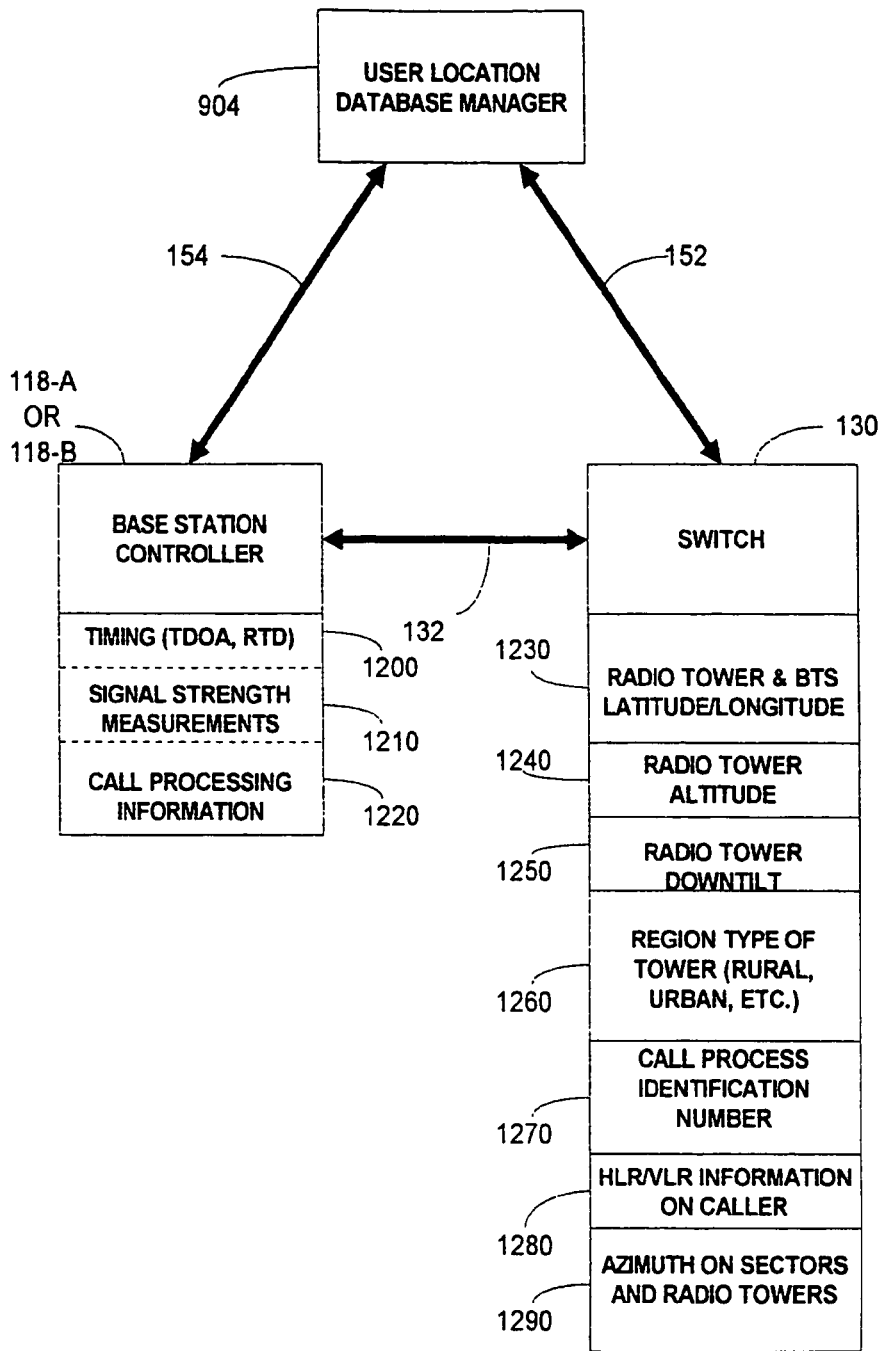 USER LOCATION
DATABASE MANAGER
904
154
152
118-A
OR
118-B
130
BASE STATION
CONTROLLER
SWITCH
132
TIMING (TDOA, RTD)
1200
SIGNAL STRENGTH
MEASUREMENTS
1210
CALL PROCESSING
INFORMATION
1220
1230
RADIO TOWER & BTS
LATITUDE/LONGITUDE
1240
RADIO TOWER
ALTITUDE
1250
RADIO TOWER
DOWNTILT
REGION TYPE OF
TOWER (RURAL,
URBAN, ETC.)
1260
CALL PROCESS
IDENTIFICATION
NUMBER
1270
HLR/VLR INFORMATION
ON CALLER
1280
AZIMUTH ON SECTORS
AND RADIO TOWERS
1290